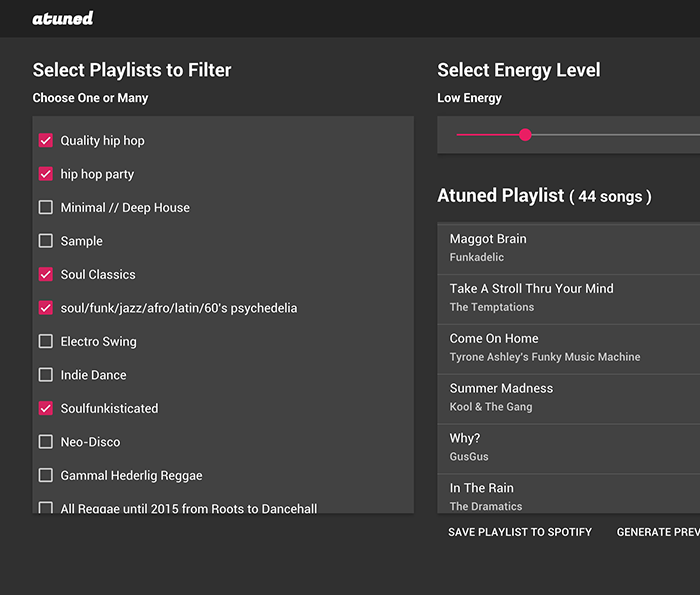 atuned
Select Playlists to Filter
Choose One or Many
Quality hip hop
hip hop party
Minimal // Deep House
Sample
Soul Classics
soul/funk/jazz/afro/latin/60's psychedelia
Electro Swing
Indie Dance
Soulfunkisticated
Neo-Disco
Gammal Hederlig Reggae
All Reggae until 2015 from Roots to Dancehall
Select Energy Level
Low Energy
Atuned Playlist ( 44 songs )
Maggot Brain
Funkadelic
Take A Stroll Thru Your Mind
The Temptations
Come On Home
Tyrone Ashley's Funky Music Machine
Summer Madness
Kool & The Gang
Why?
GusGus
In The Rain
The Dramatics
SAVE PLAYLIST TO SPOTIFY
GENERATE PREV